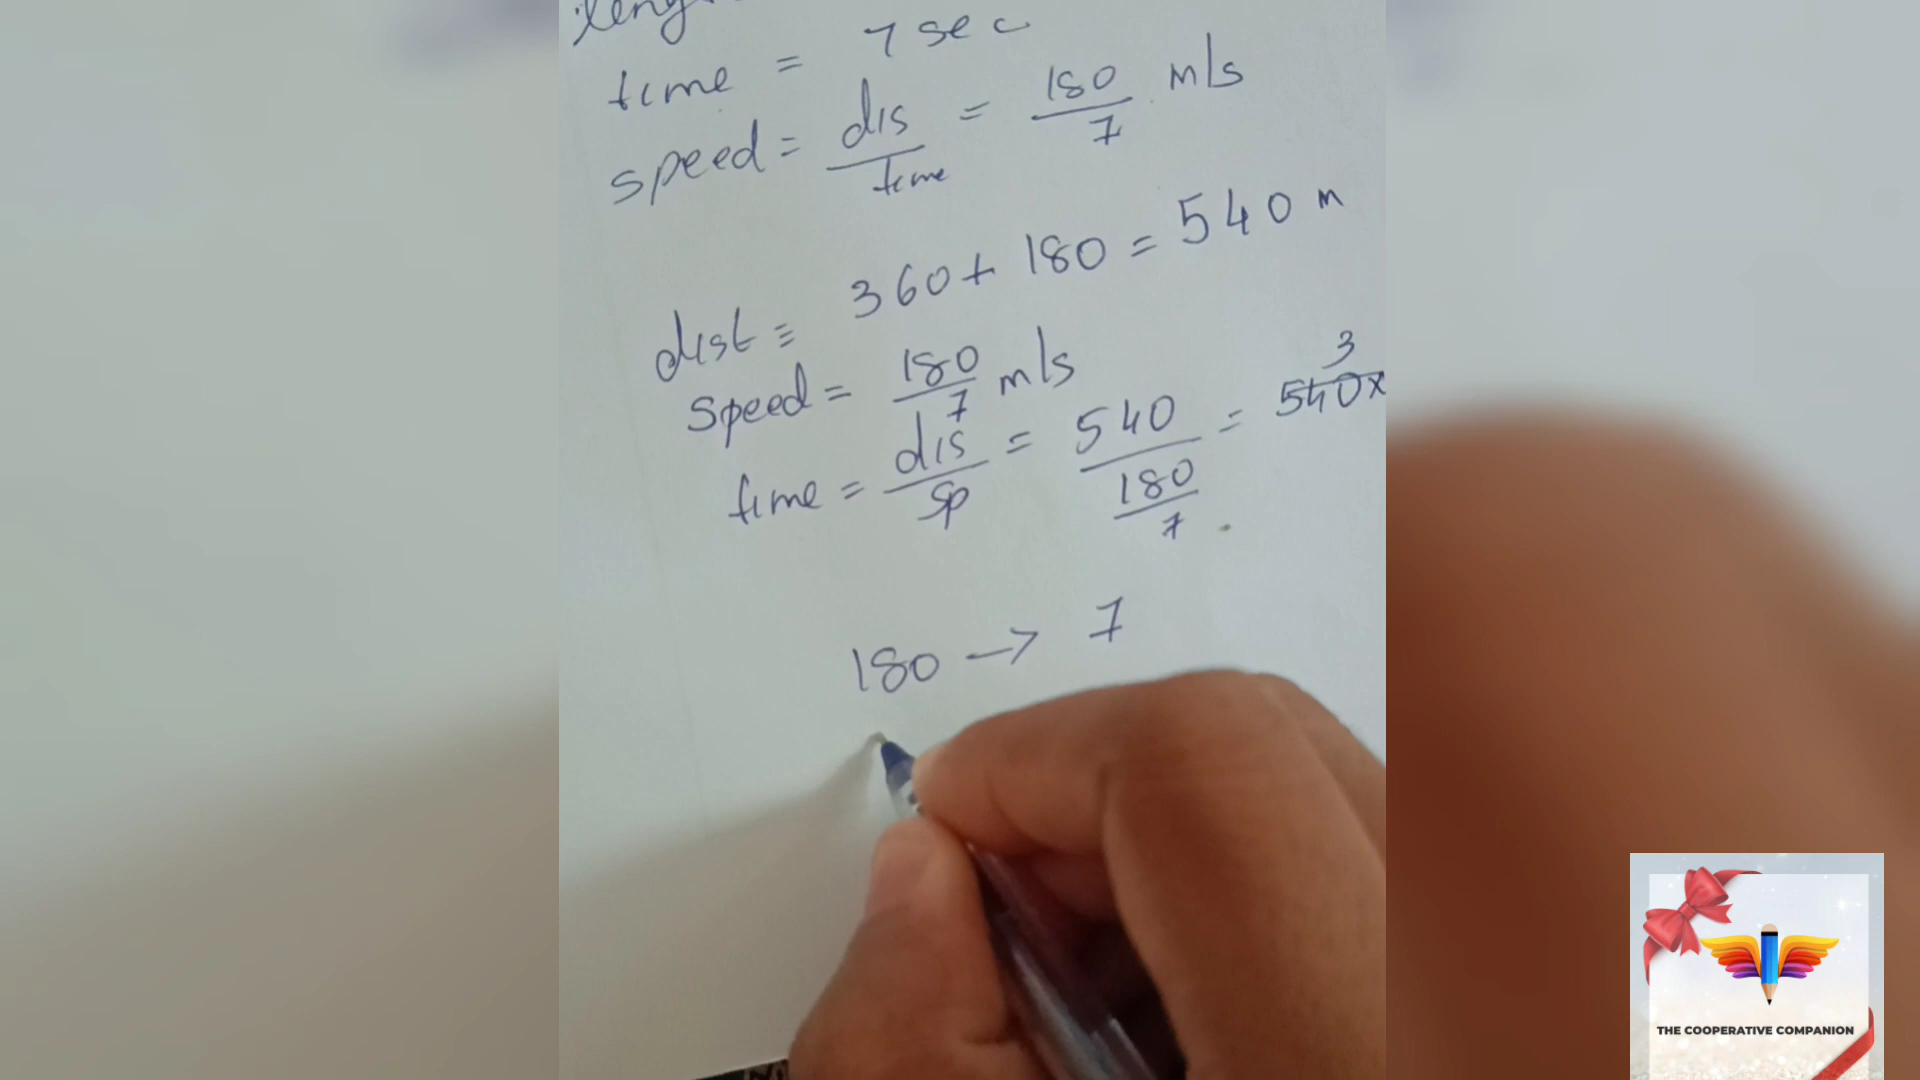 time = 7 sec
speed = dis/time = 180/7 m/s
dist = 360 + 180 = 540 m
speed = 180/7 m/s
time = dis/sp = 540/180/7 = 540x
3
180 → 7
THE COOPERATIVE COMPANION